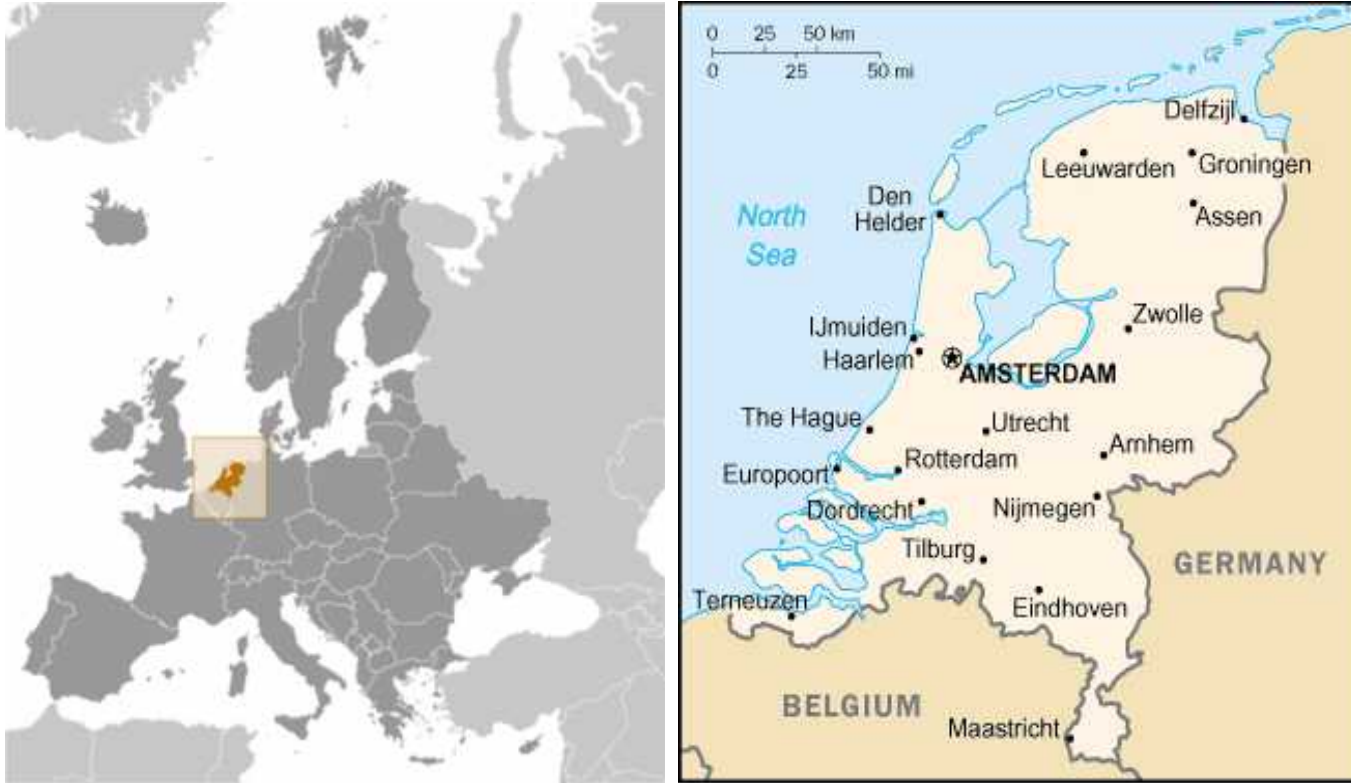 0 25 50 km
0 25 50 mi
Delfzijl
Leeuwarden
Groningen
Den
Helder
Assen
North
Sea
Zwolle
IJmuiden
Haarlem
AMSTERDAM
The Hague
Utrecht
Arnhem
Europoort
Rotterdam
Dordrecht
Nijmegen
Tilburg
GERMANY
Terneuzen
Eindhoven
BELGIUM
Maastricht